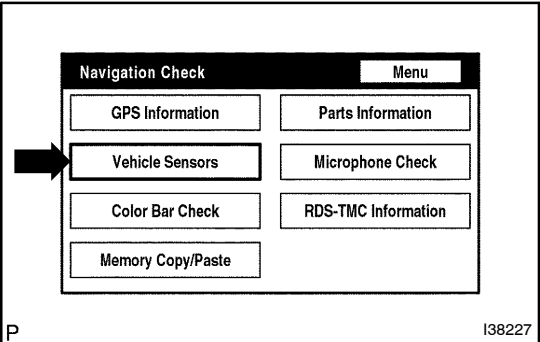 Navigation Check Menu
GPS Information Parts Information
Vehicle Sensors Microphone Check
Color Bar Check RDS-TMC Information
Memory Copy/Paste
P I38227